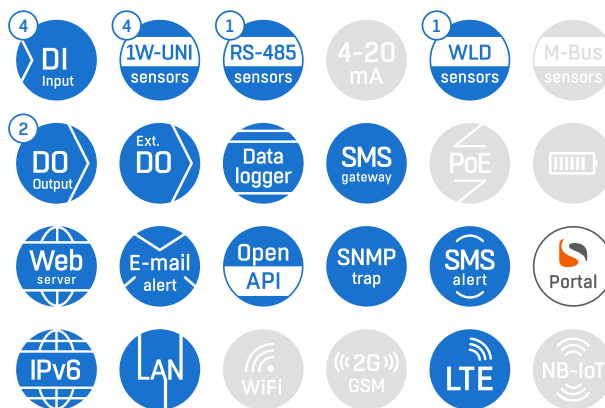 4
DI
Input
4
1W-UNI
sensors
1
RS-485
sensors
4-20
mA
1
WLD
sensors
M-Bus
sensors
2
DO
Output
Ext.
DO
Data
logger
SMS
gateway
PoE
Web
server
E-mail
alert
Open
API
SNMP
trap
SMS
alert
Portal
IPv6
LAN
WiFi
2G
GSM
LTE
NB-IoT